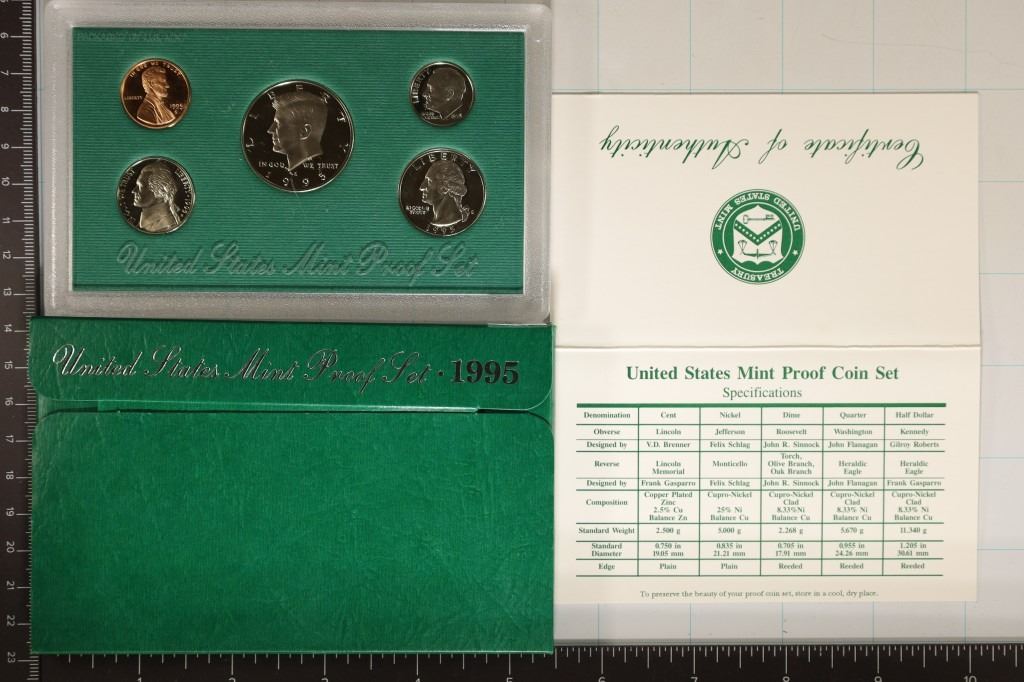 IN GOD WE TRUST
LIBERTY
1995
S
LIBERTY
IN GOD WE TRUST
1995
LIBERTY
LIBERTY
IN GOD WE TRUST
1995
United States Mint Proof Set
United States Mint Proof Set · 1995
Certificate of Authenticity
UNITED STATES MINT
TREASURY
United States Mint Proof Coin Set
Specifications
Denomination Cent Nickel Dime Quarter Half Dollar
Obverse Lincoln Jefferson Roosevelt Washington Kennedy
Designed by V.D. Brenner Felix Schlag John R. Sinnock John Flanagan Gilroy Roberts
Reverse Lincoln Memorial Monticello Torch, Olive Branch, Oak Branch Heraldic Eagle Heraldic Eagle
Designed by Frank Gasparro Felix Schlag John R. Sinnock John Flanagan Frank Gasparro
Composition Copper Plated Zinc 2.5% Cu Balance Zn Cupro-Nickel 25% Ni Balance Cu Cupro-Nickel Clad 8.33%Ni Balance Cu Cupro-Nickel Clad 8.33% Ni Balance Cu Cupro-Nickel Clad 8.33% Ni Balance Cu
Standard Weight 2.500 g 5.000 g 2.268 g 5.670 g 11.340 g
Standard Diameter 0.750 in 19.05 mm 0.835 in 21.21 mm 0.705 in 17.91 mm 0.955 in 24.26 mm 1.205 in 30.61 mm
Edge Plain Plain Reeded Reeded Reeded
To preserve the beauty of your proof coin set, store in a cool, dry place.